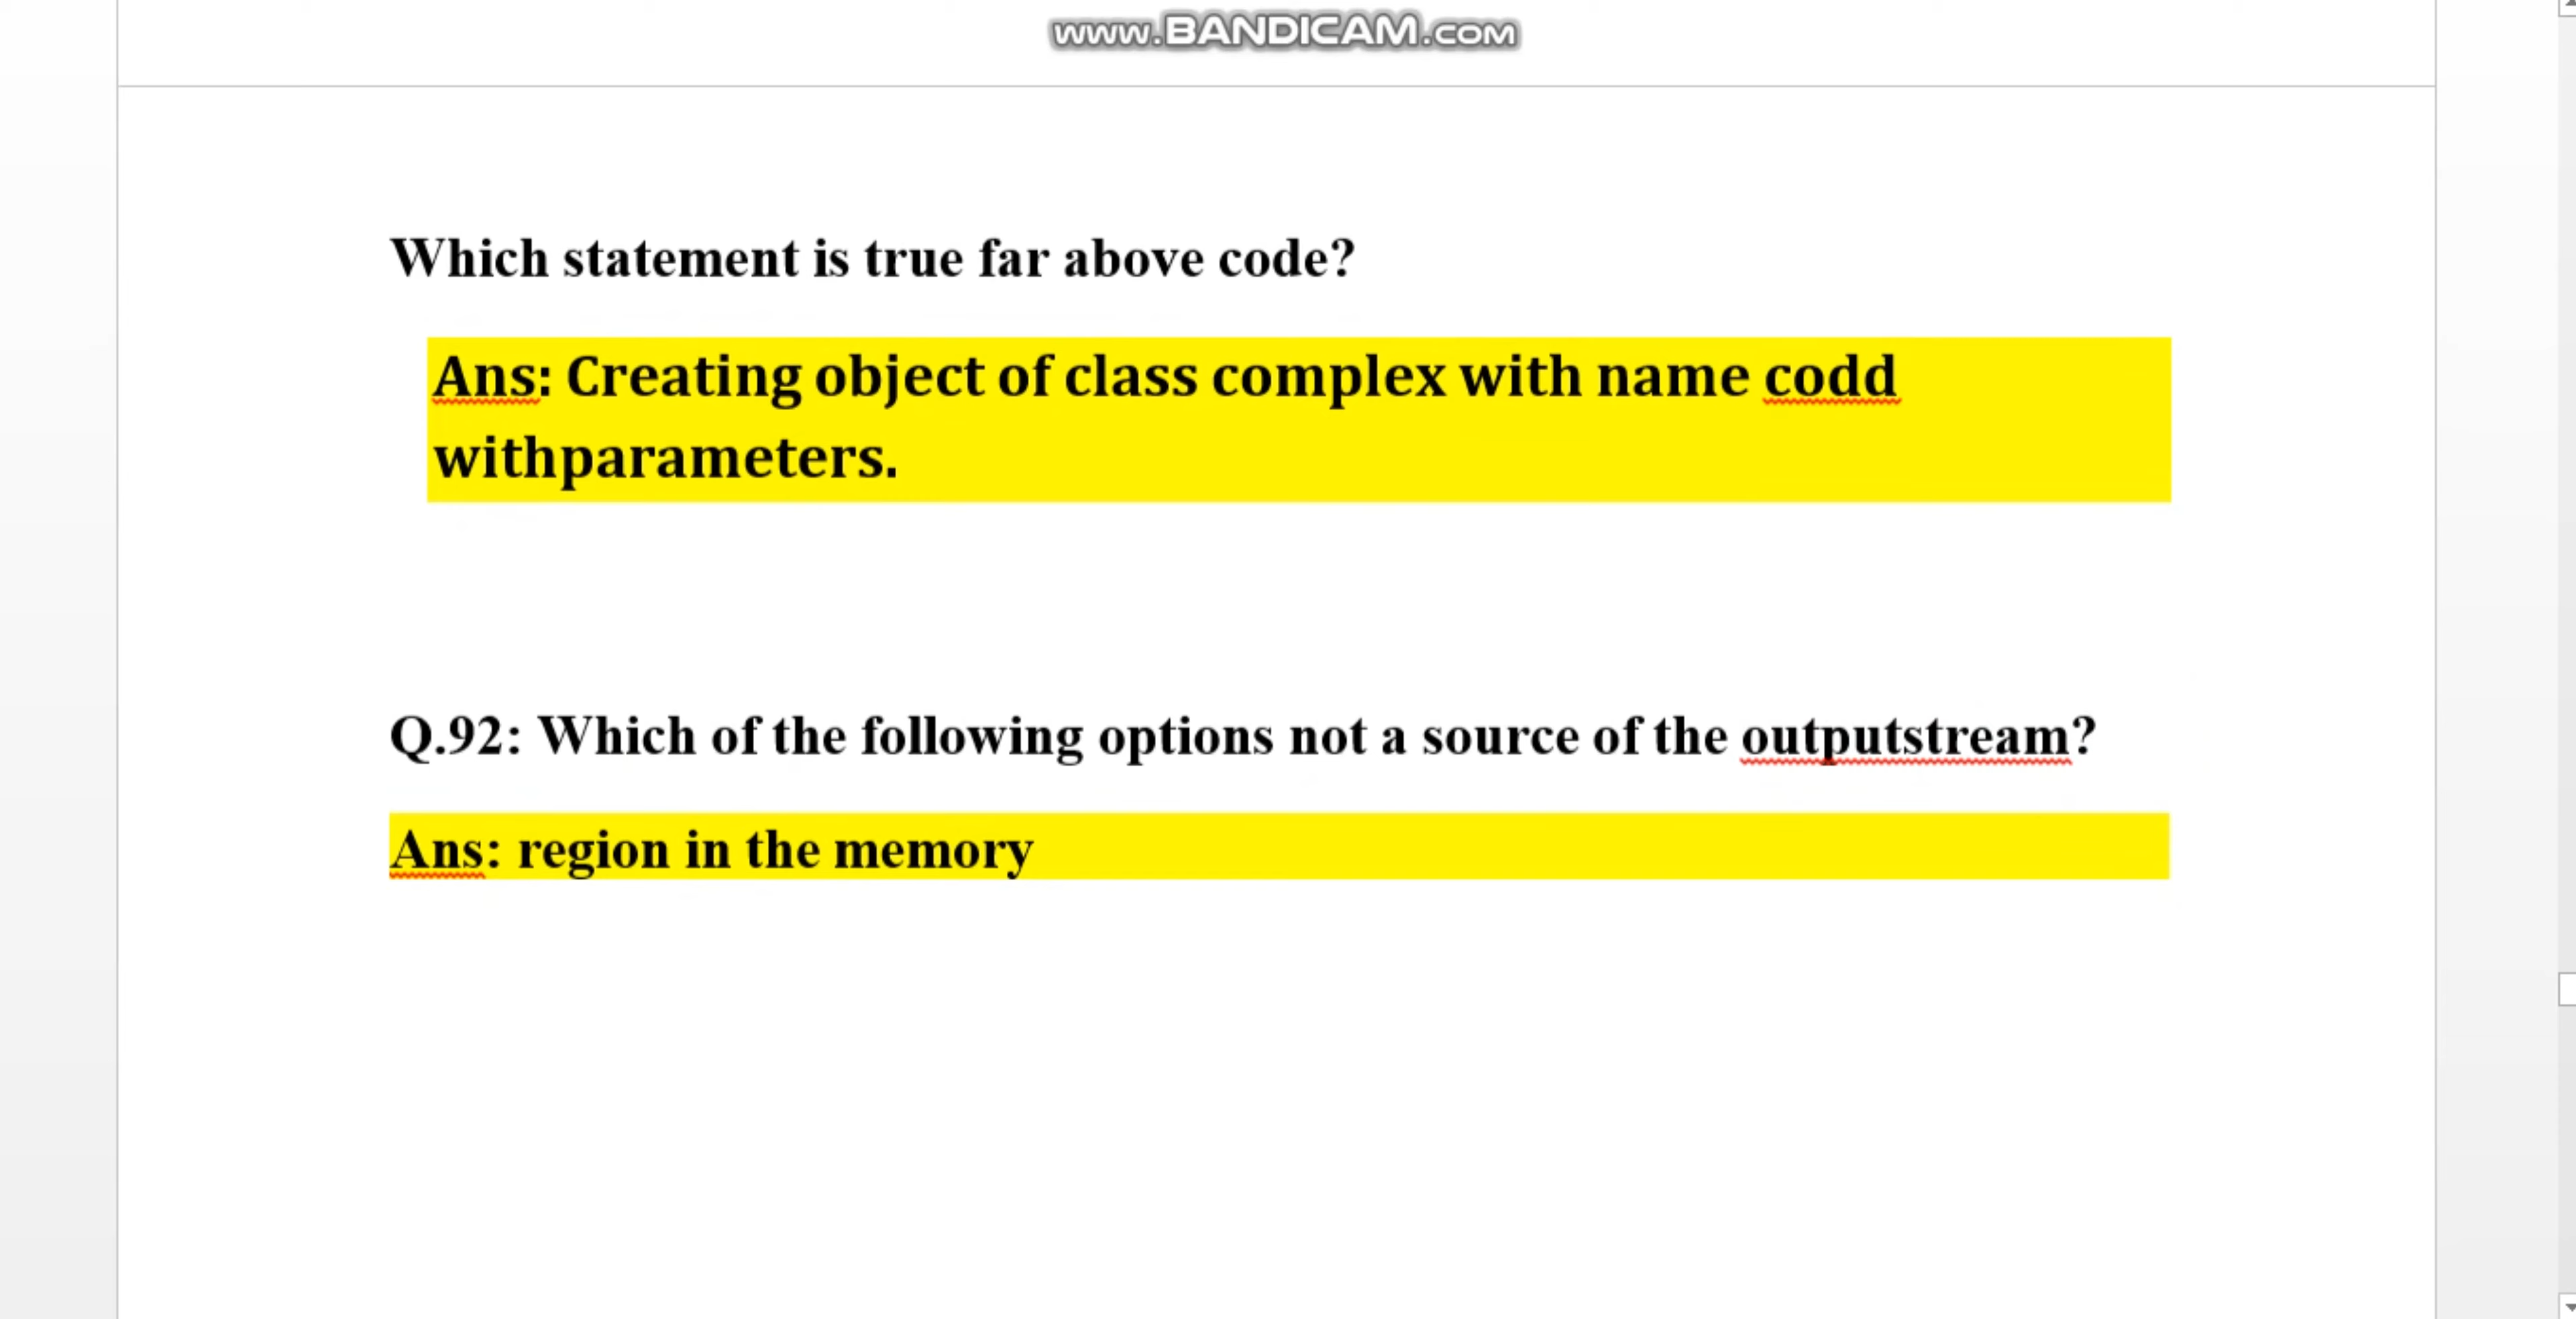 www.BANDICAM.com
Which statement is true far above code?
Ans: Creating object of class complex with name codd
withparameters.
Q.92: Which of the following options not a source of the outputstream?
Ans: region in the memory